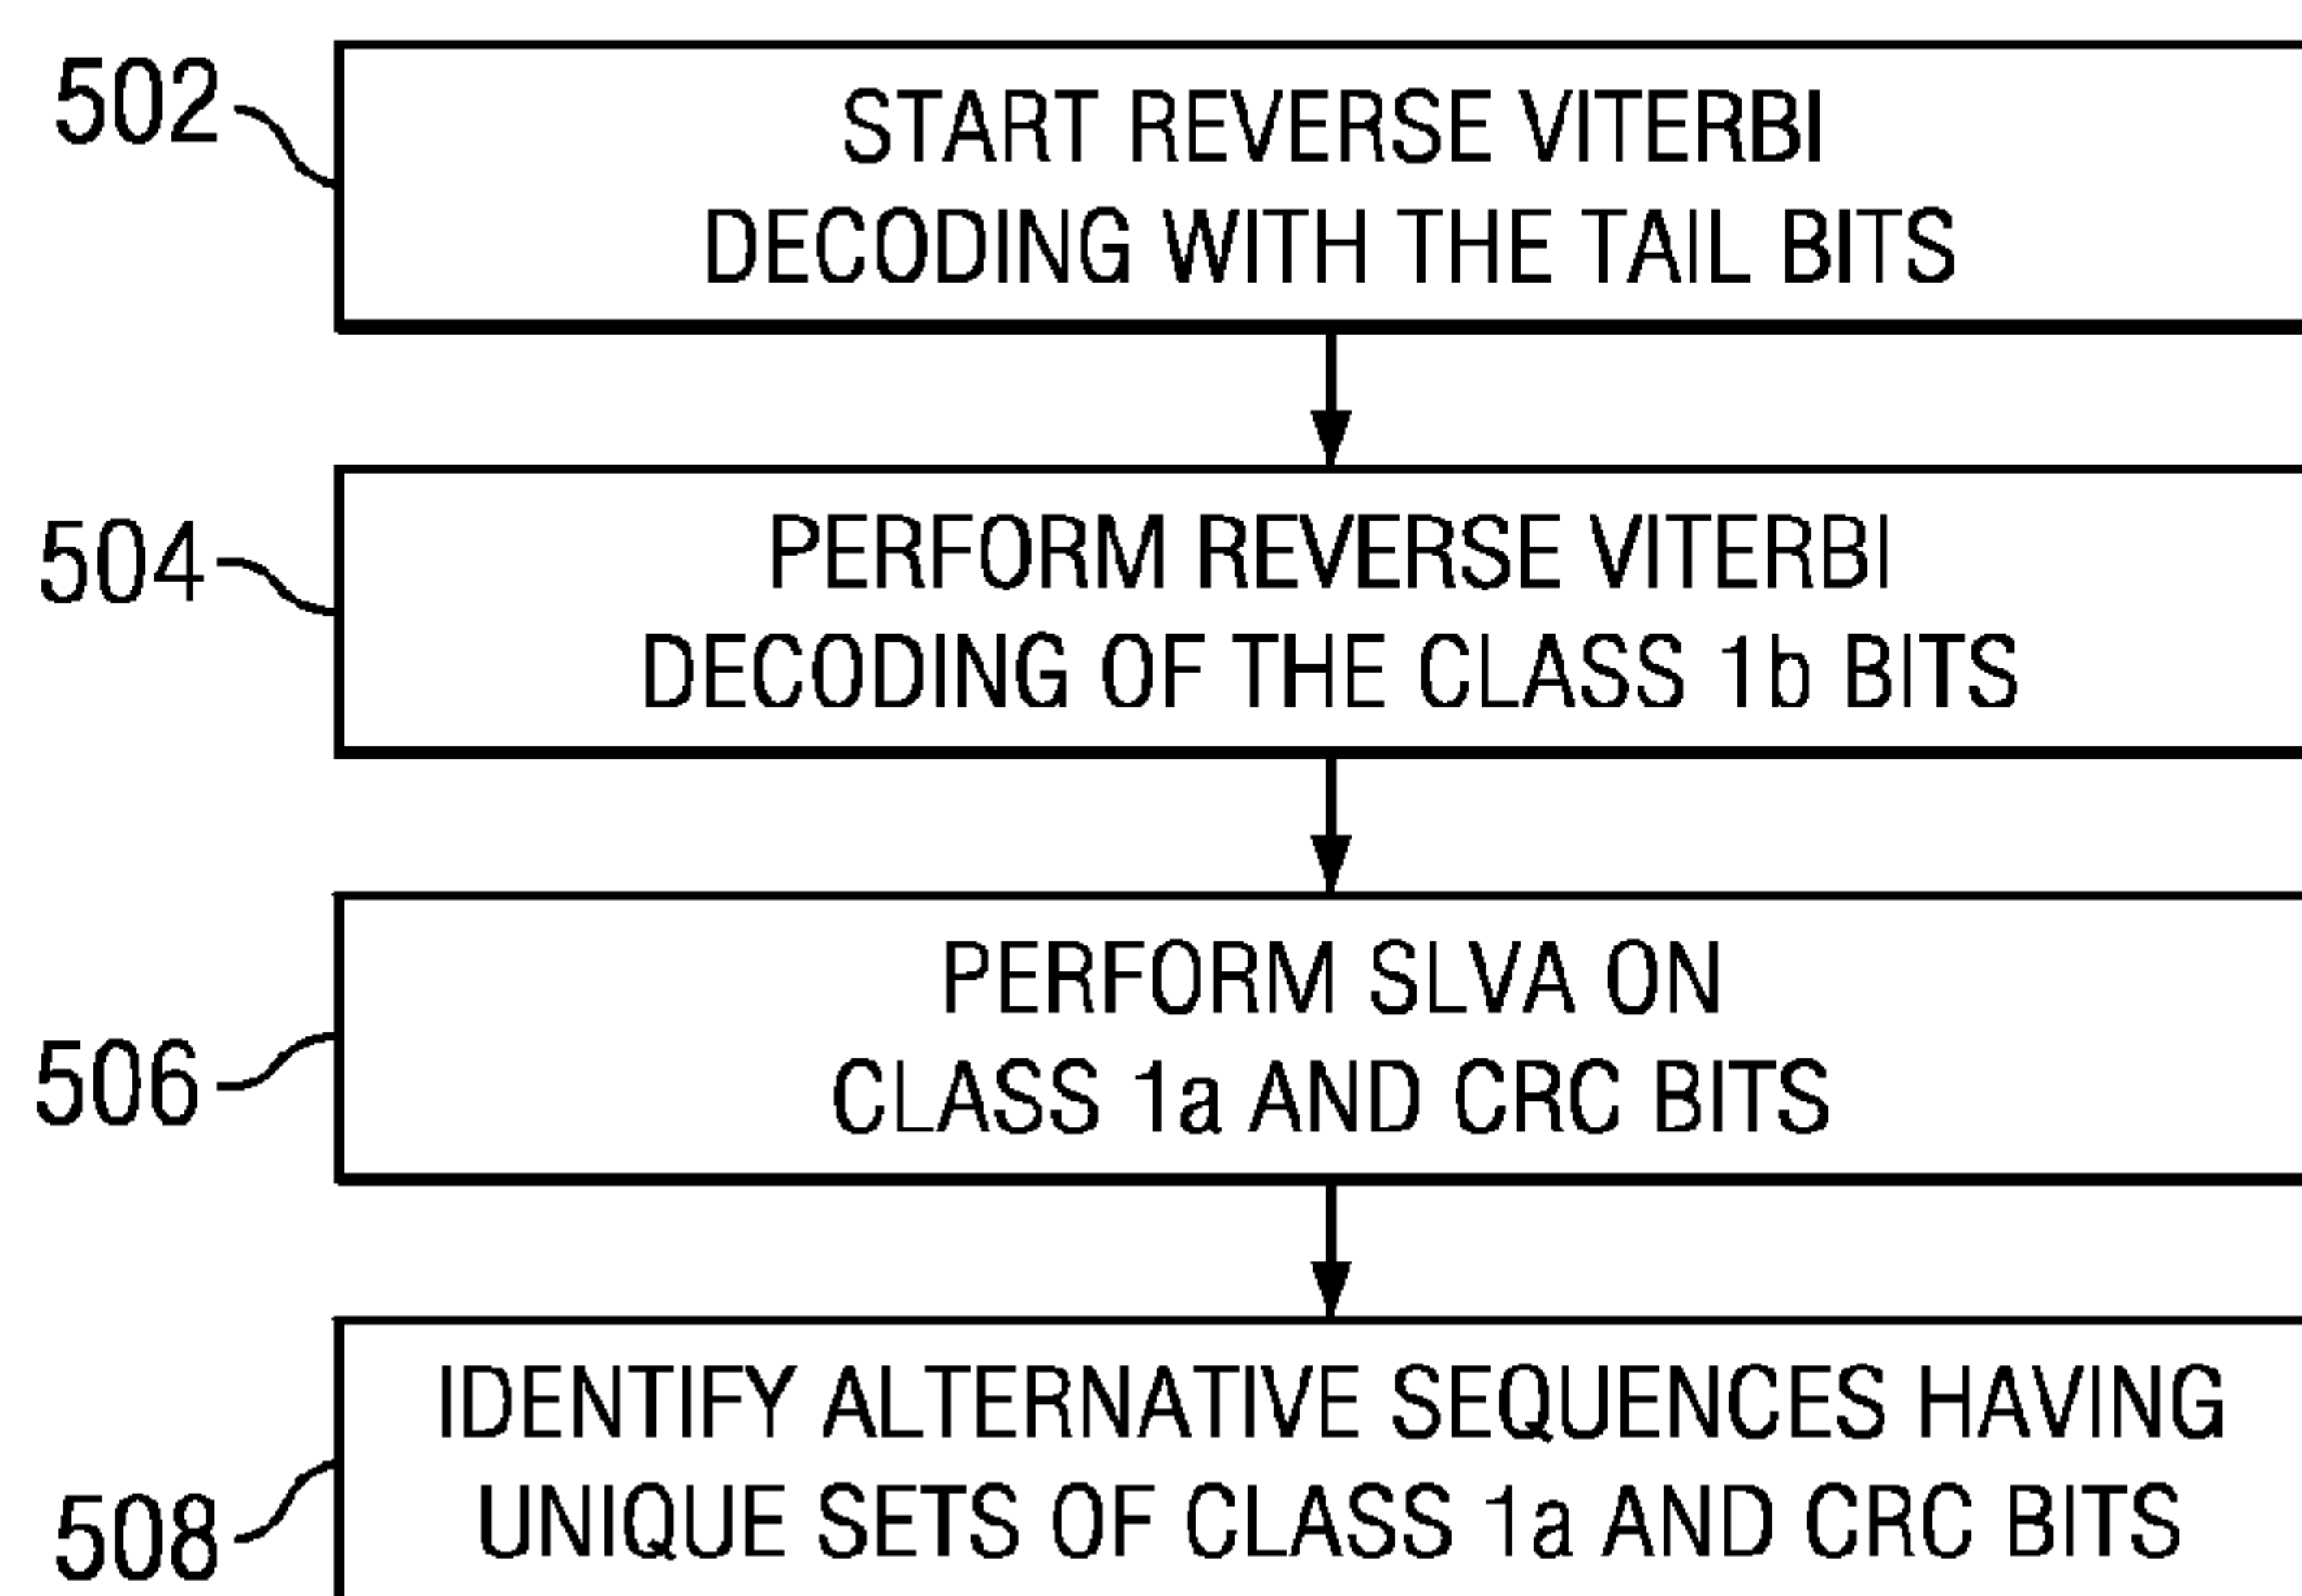 502
START REVERSE VITERBI
DECODING WITH THE TAIL BITS
504
PERFORM REVERSE VITERBI
DECODING OF THE CLASS 1b BITS
506
PERFORM SLVA ON
CLASS 1a AND CRC BITS
508
IDENTIFY ALTERNATIVE SEQUENCES HAVING
UNIQUE SETS OF CLASS 1a AND CRC BITS